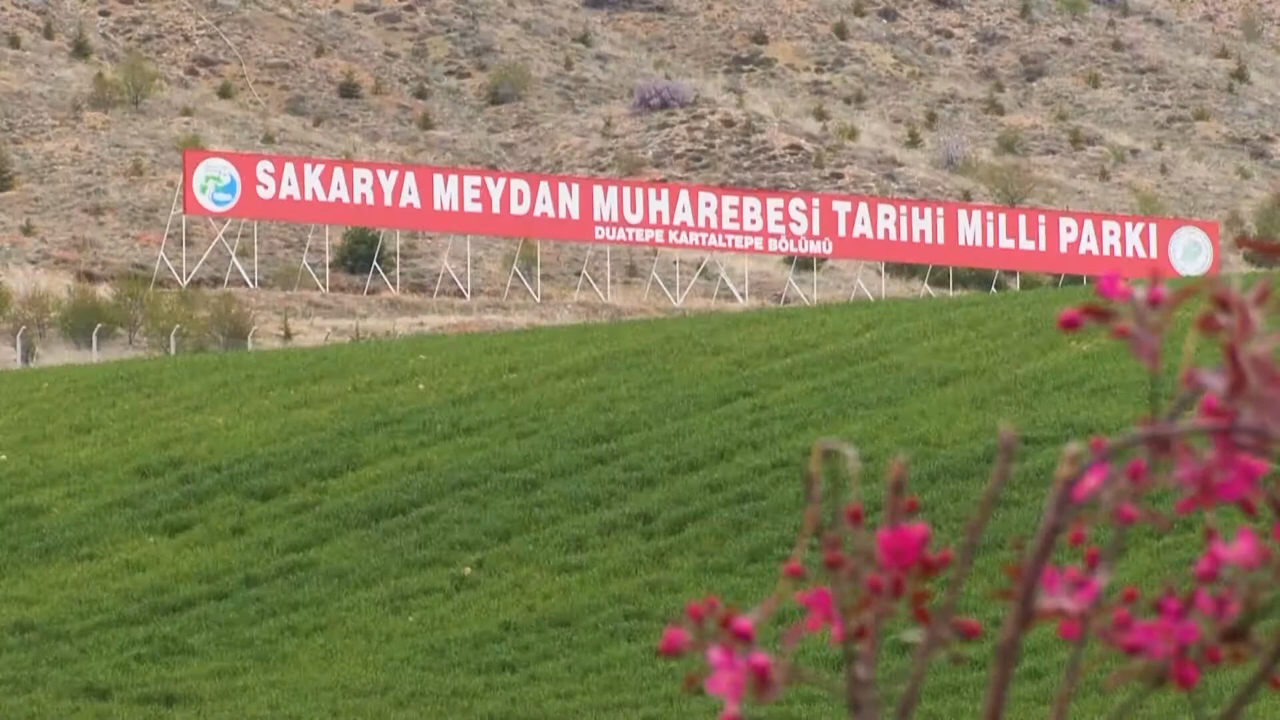 SAKARYA MEYDAN MUHAREBESİ TARİHİ MİLLİ PARKI
DUATEPE KARTALTEPE BÖLÜMÜ